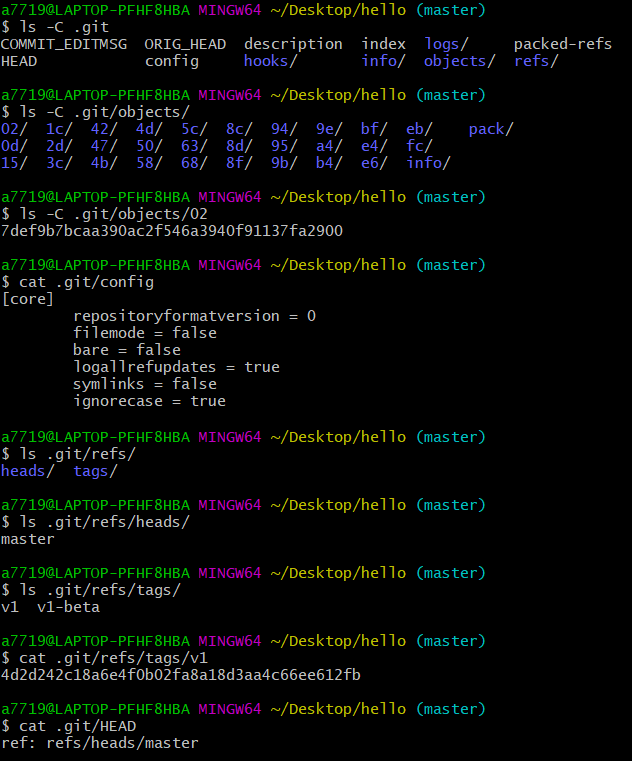 a7719@LAPTOP-PFHF8HBA MINGW64 ~/Desktop/hello (master)
$ ls -C .git
COMMIT_EDITMSG  ORIG_HEAD  description  index  logs/     packed-refs
HEAD            config     hooks/       info/  objects/  refs/
a7719@LAPTOP-PFHF8HBA MINGW64 ~/Desktop/hello (master)
$ ls -C .git/objects/
02/  1c/  42/  4d/  5c/  8c/  94/  9e/  bf/  eb/    pack/
0d/  2d/  47/  50/  63/  8d/  95/  a4/  e4/  fc/
15/  3c/  4b/  58/  68/  8f/  9b/  b4/  e6/  info/
a7719@LAPTOP-PFHF8HBA MINGW64 ~/Desktop/hello (master)
$ ls -C .git/objects/02
7def9b7bcaa390ac2f546a3940f91137fa2900
a7719@LAPTOP-PFHF8HBA MINGW64 ~/Desktop/hello (master)
$ cat .git/config
[core]
        repositoryformatversion = 0
        filemode = false
        bare = false
        logallrefupdates = true
        symlinks = false
        ignorecase = true
a7719@LAPTOP-PFHF8HBA MINGW64 ~/Desktop/hello (master)
$ ls .git/refs/
heads/  tags/
a7719@LAPTOP-PFHF8HBA MINGW64 ~/Desktop/hello (master)
$ ls .git/refs/heads/
master
a7719@LAPTOP-PFHF8HBA MINGW64 ~/Desktop/hello (master)
$ ls .git/refs/tags/
v1  v1-beta
a7719@LAPTOP-PFHF8HBA MINGW64 ~/Desktop/hello (master)
$ cat .git/refs/tags/v1
4d2d242c18a6e4f0b02fa8a18d3aa4c66ee612fb
a7719@LAPTOP-PFHF8HBA MINGW64 ~/Desktop/hello (master)
$ cat .git/HEAD
ref: refs/heads/master